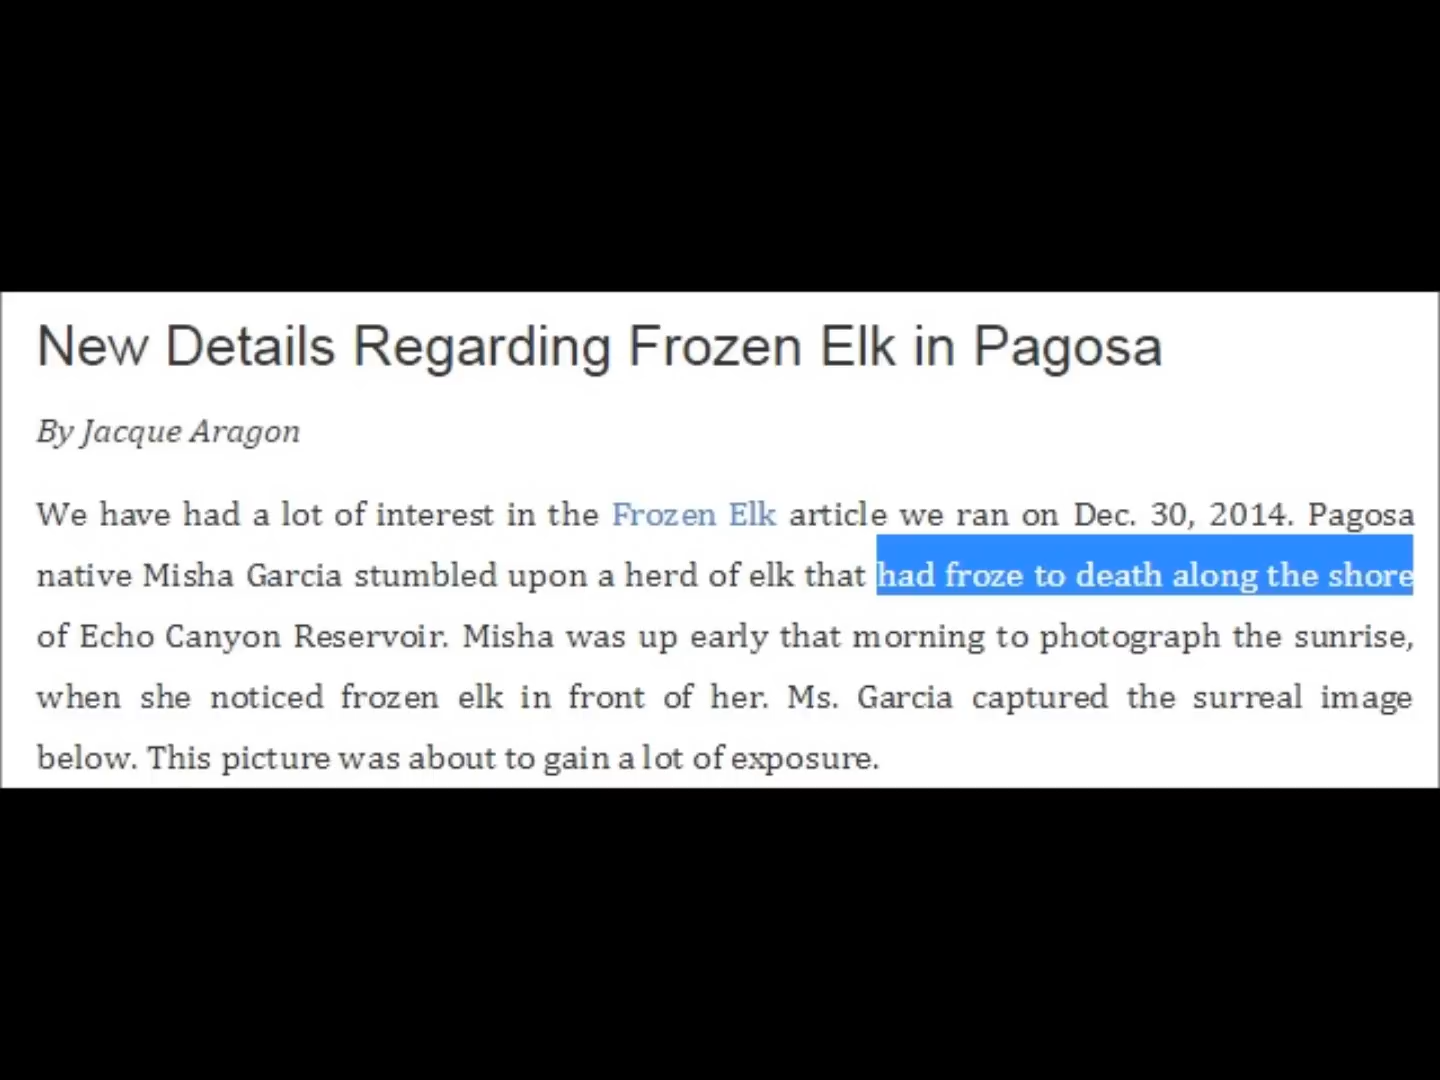 New Details Regarding Frozen Elk in Pagosa
By Jacque Aragon
We have had a lot of interest in the Frozen Elk article we ran on Dec. 30, 2014. Pagosa
native Misha Garcia stumbled upon a herd of elk that had froze to death along the shore
of Echo Canyon Reservoir. Misha was up early that morning to photograph the sunrise,
when she noticed frozen elk in front of her. Ms. Garcia captured the surreal image
below. This picture was about to gain a lot of exposure.